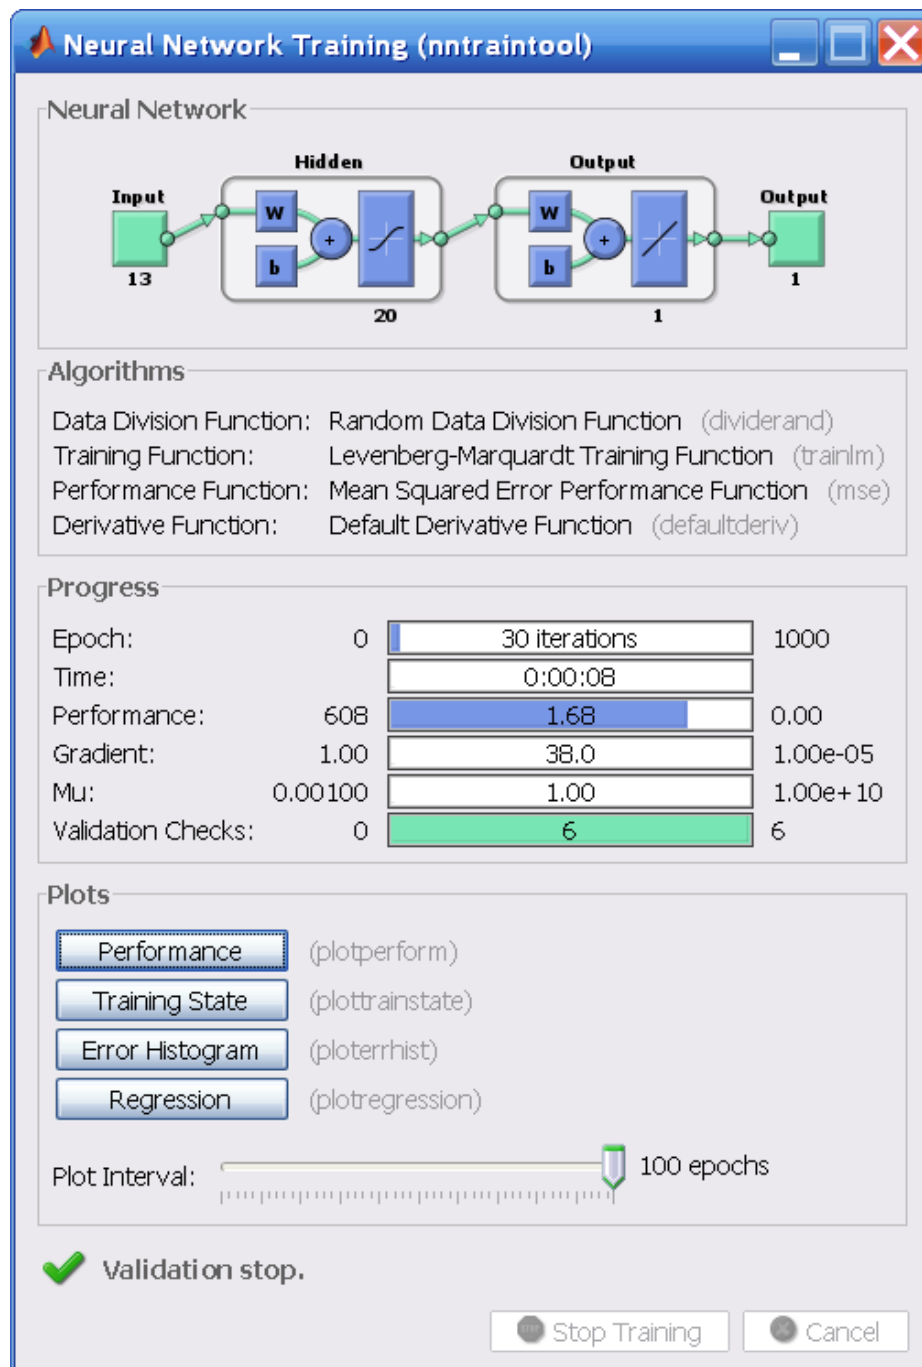 Neural Network Training (nntraintool)
Neural Network
Hidden Output
Input Output
W W
+ +
b b
13 1
20 1
Algorithms
Data Division Function: Random Data Division Function (dividerand)
Training Function: Levenberg-Marquardt Training Function (trainlm)
Performance Function: Mean Squared Error Performance Function (mse)
Derivative Function: Default Derivative Function (defaultderiv)
Progress
Epoch: 0 30 iterations 1000
Time: 0:00:08
Performance: 608 1.68 0.00
Gradient: 1.00 38.0 1.00e-05
Mu: 0.00100 1.00 1.00e+10
Validation Checks: 0 6 6
Plots
Performance (plotperform)
Training State (plottrainstate)
Error Histogram (ploterrhist)
Regression (plotregression)
Plot Interval: 100 epochs
Validation stop.
Stop Training Cancel